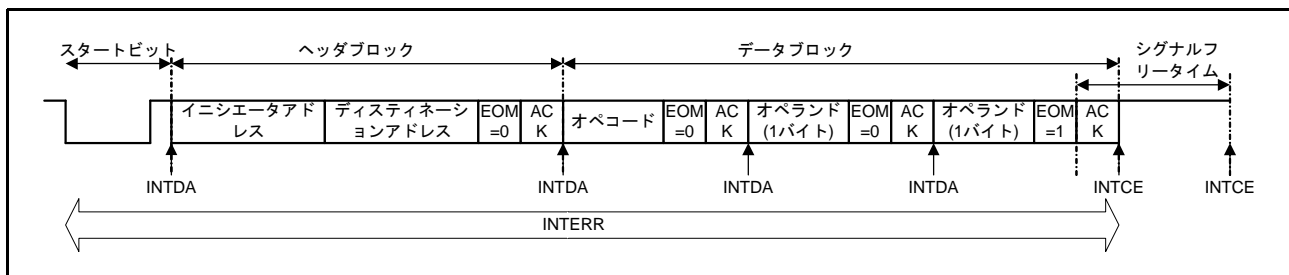 スタートビット
ヘッダブロック
データブロック
シグナルフ
リータイム
イニシエータアド
レス
ディスティネーシ
ョンアドレス
EOM
=0
AC
K
オペコード
EOM
=0
AC
K
オペランド
(1バイト)
EOM
=0
AC
K
オペランド
(1バイト)
EOM
=1
AC
K
INTDA
INTDA
INTDA
INTDA
INTCE
INTCE
INTERR